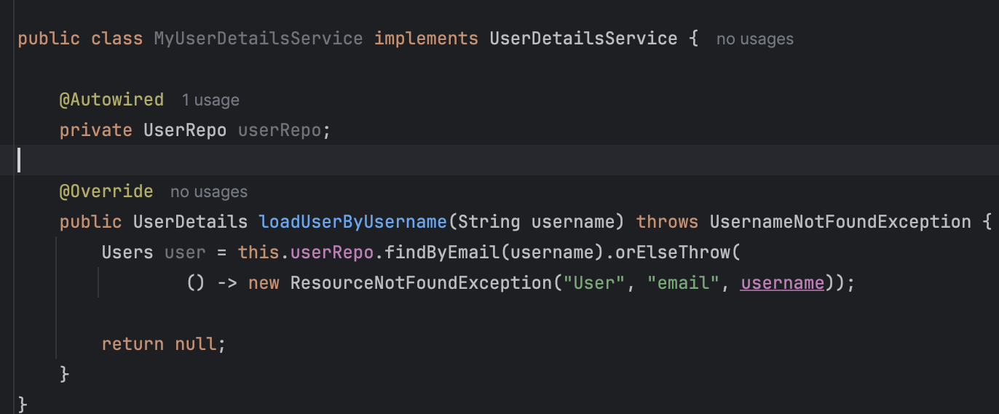 public class MyUserDetailsService implements UserDetailsService { no usages
@Autowired 1 usage
private UserRepo userRepo;
@Override no usages
public UserDetails loadUserByUsername(String username) throws UsernameNotFoundException {
Users user = this.userRepo.findByEmail(username).orElseThrow(
() -> new ResourceNotFoundException("User", "email", username));
return null;
}
}